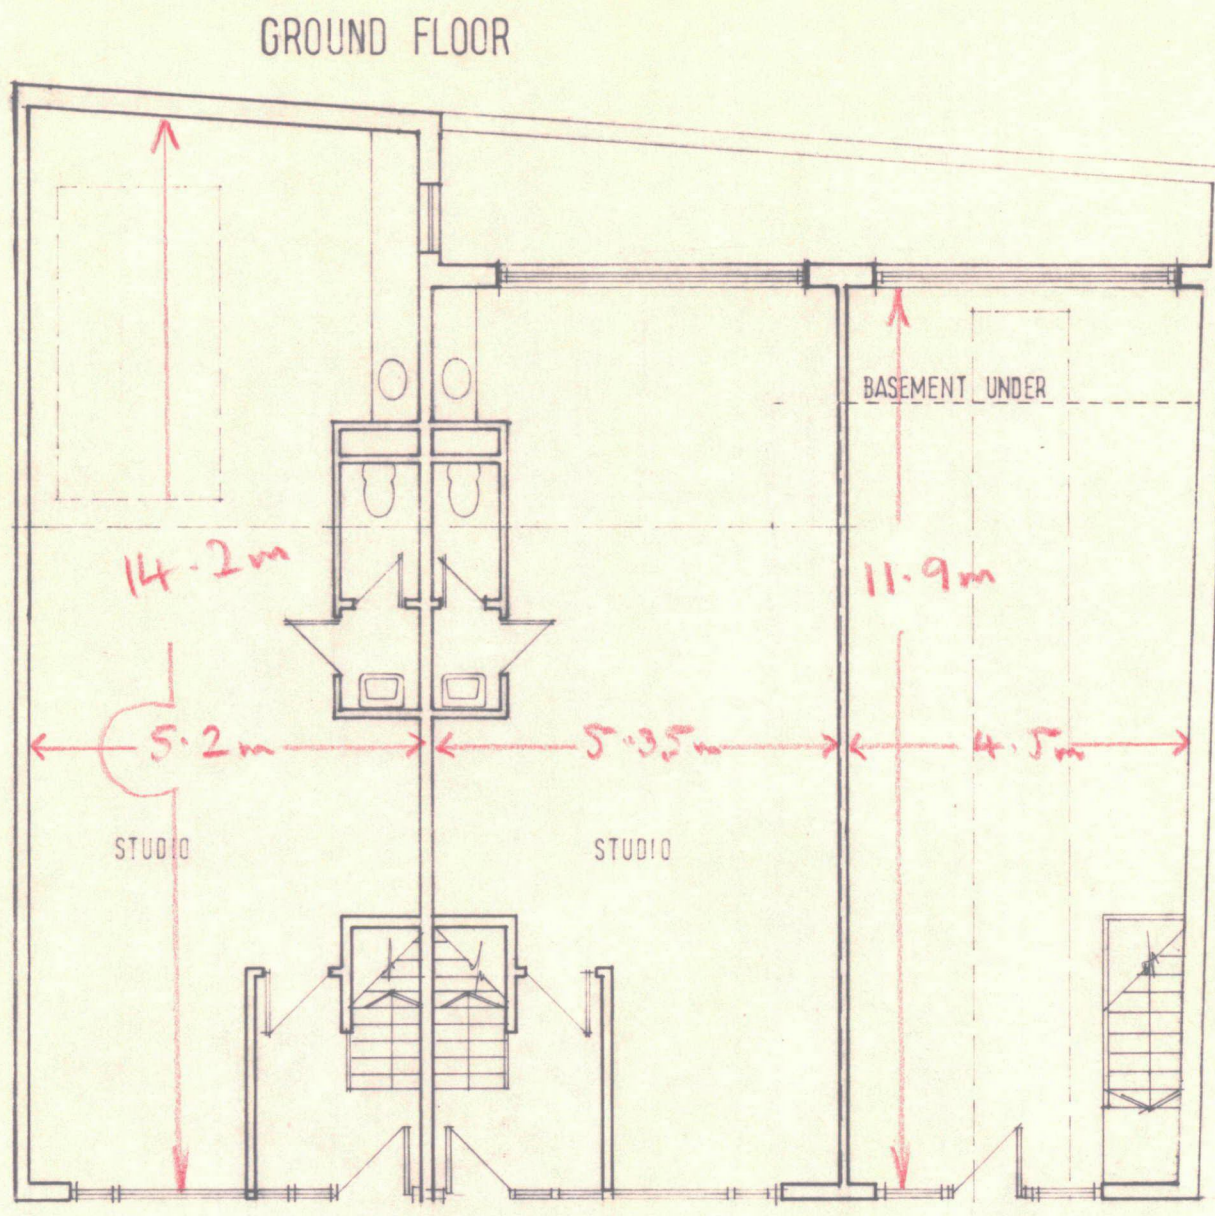 GROUND FLOOR
BASEMENT UNDER
14.2m
11.9m
5.2m
5.35m
4.5m
STUDIO
STUDIO